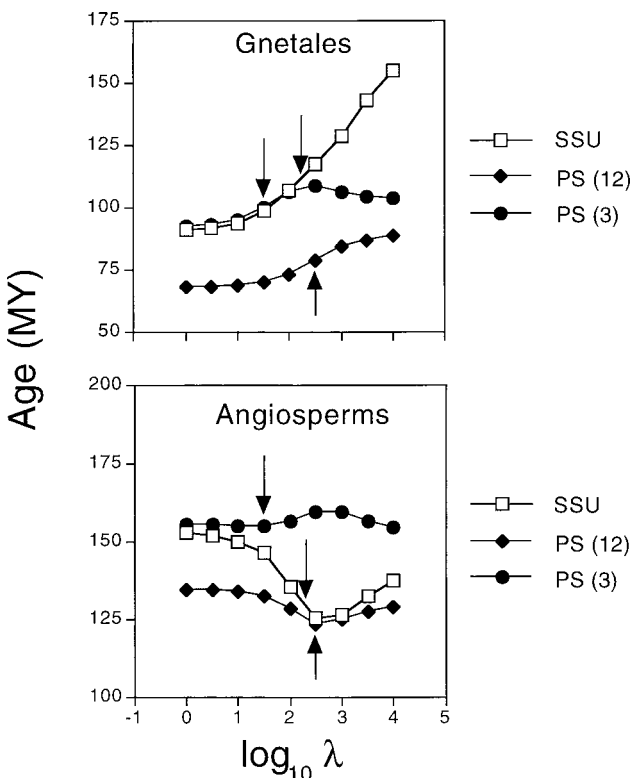 175
Gnetales
150
125
100
75
50
SSU
PS (12)
PS (3)
Age (MY)
200
Angiosperms
175
150
125
100
SSU
PS (12)
PS (3)
-1 0 1 2 3 4 5
log10 λ